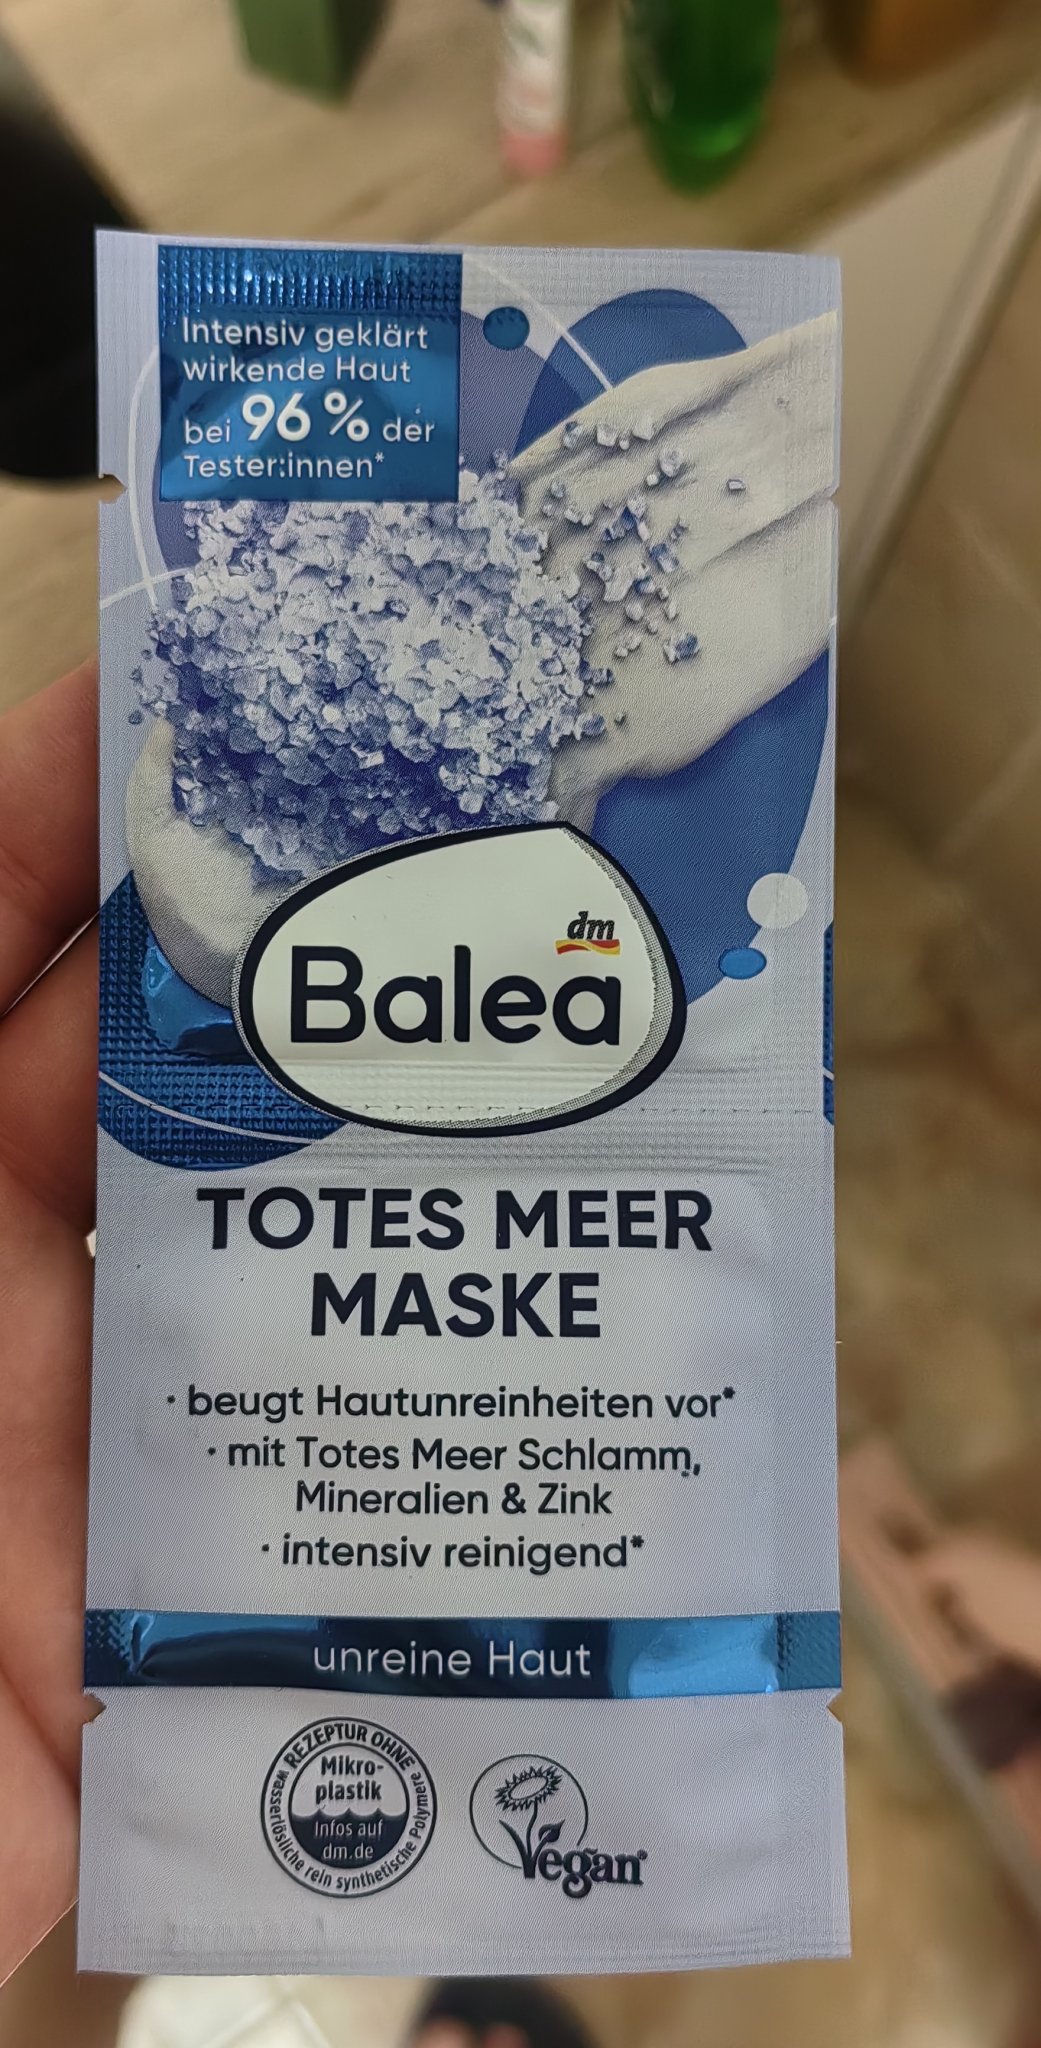 Intensiv geklärt
wirkende Haut
bei 96 % der
Tester:innen*
dm
Balea
TOTES MEER
MASKE
· beugt Hautunreinheiten vor*
· mit Totes Meer Schlamm,
Mineralien & Zink
· intensiv reinigend*
unreine Haut
REZEPTUR OHNE
Mikro-
plastik
Infos auf
dm.de
wasserlösliche rein synthetische Polymere
Vegan